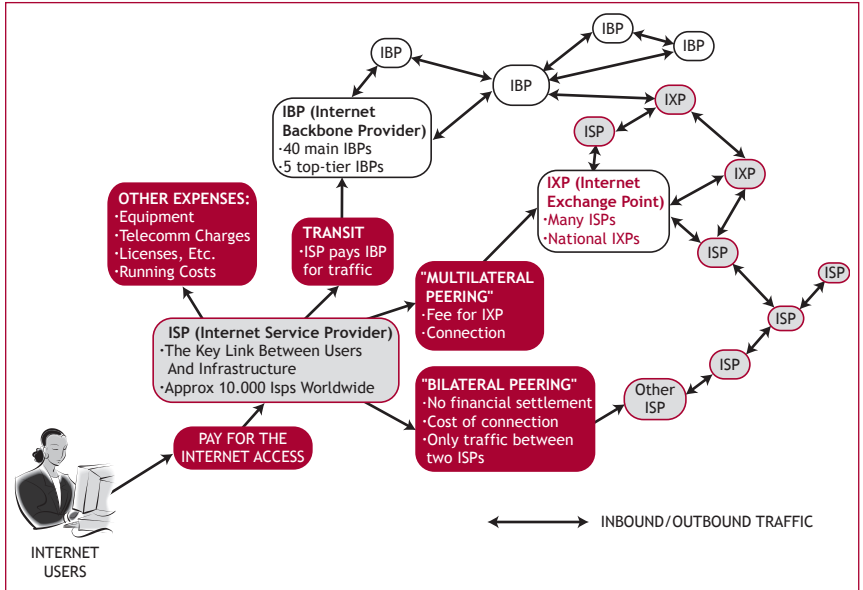 IBP
IBP
IBP
IBP
IXP
IBP (Internet
Backbone Provider)
·40 main IBPs
·5 top-tier IBPs
ISP
IXP
IXP (Internet
Exchange Point)
·Many ISPs
·National IXPs
OTHER EXPENSES:
·Equipment
·Telecomm Charges
·Licenses, Etc.
·Running Costs
TRANSIT
·ISP pays IBP
for traffic
ISP
"MULTILATERAL
PEERING"
·Fee for IXP
·Connection
ISP
ISP
ISP (Internet Service Provider)
·The Key Link Between Users
And Infrastructure
·Approx 10.000 Isps Worldwide
ISP
"BILATERAL PEERING"
·No financial settlement
·Cost of connection
·Only traffic between
two ISPs
Other
ISP
PAY FOR THE
INTERNET ACCESS
INBOUND/OUTBOUND TRAFFIC
INTERNET
USERS